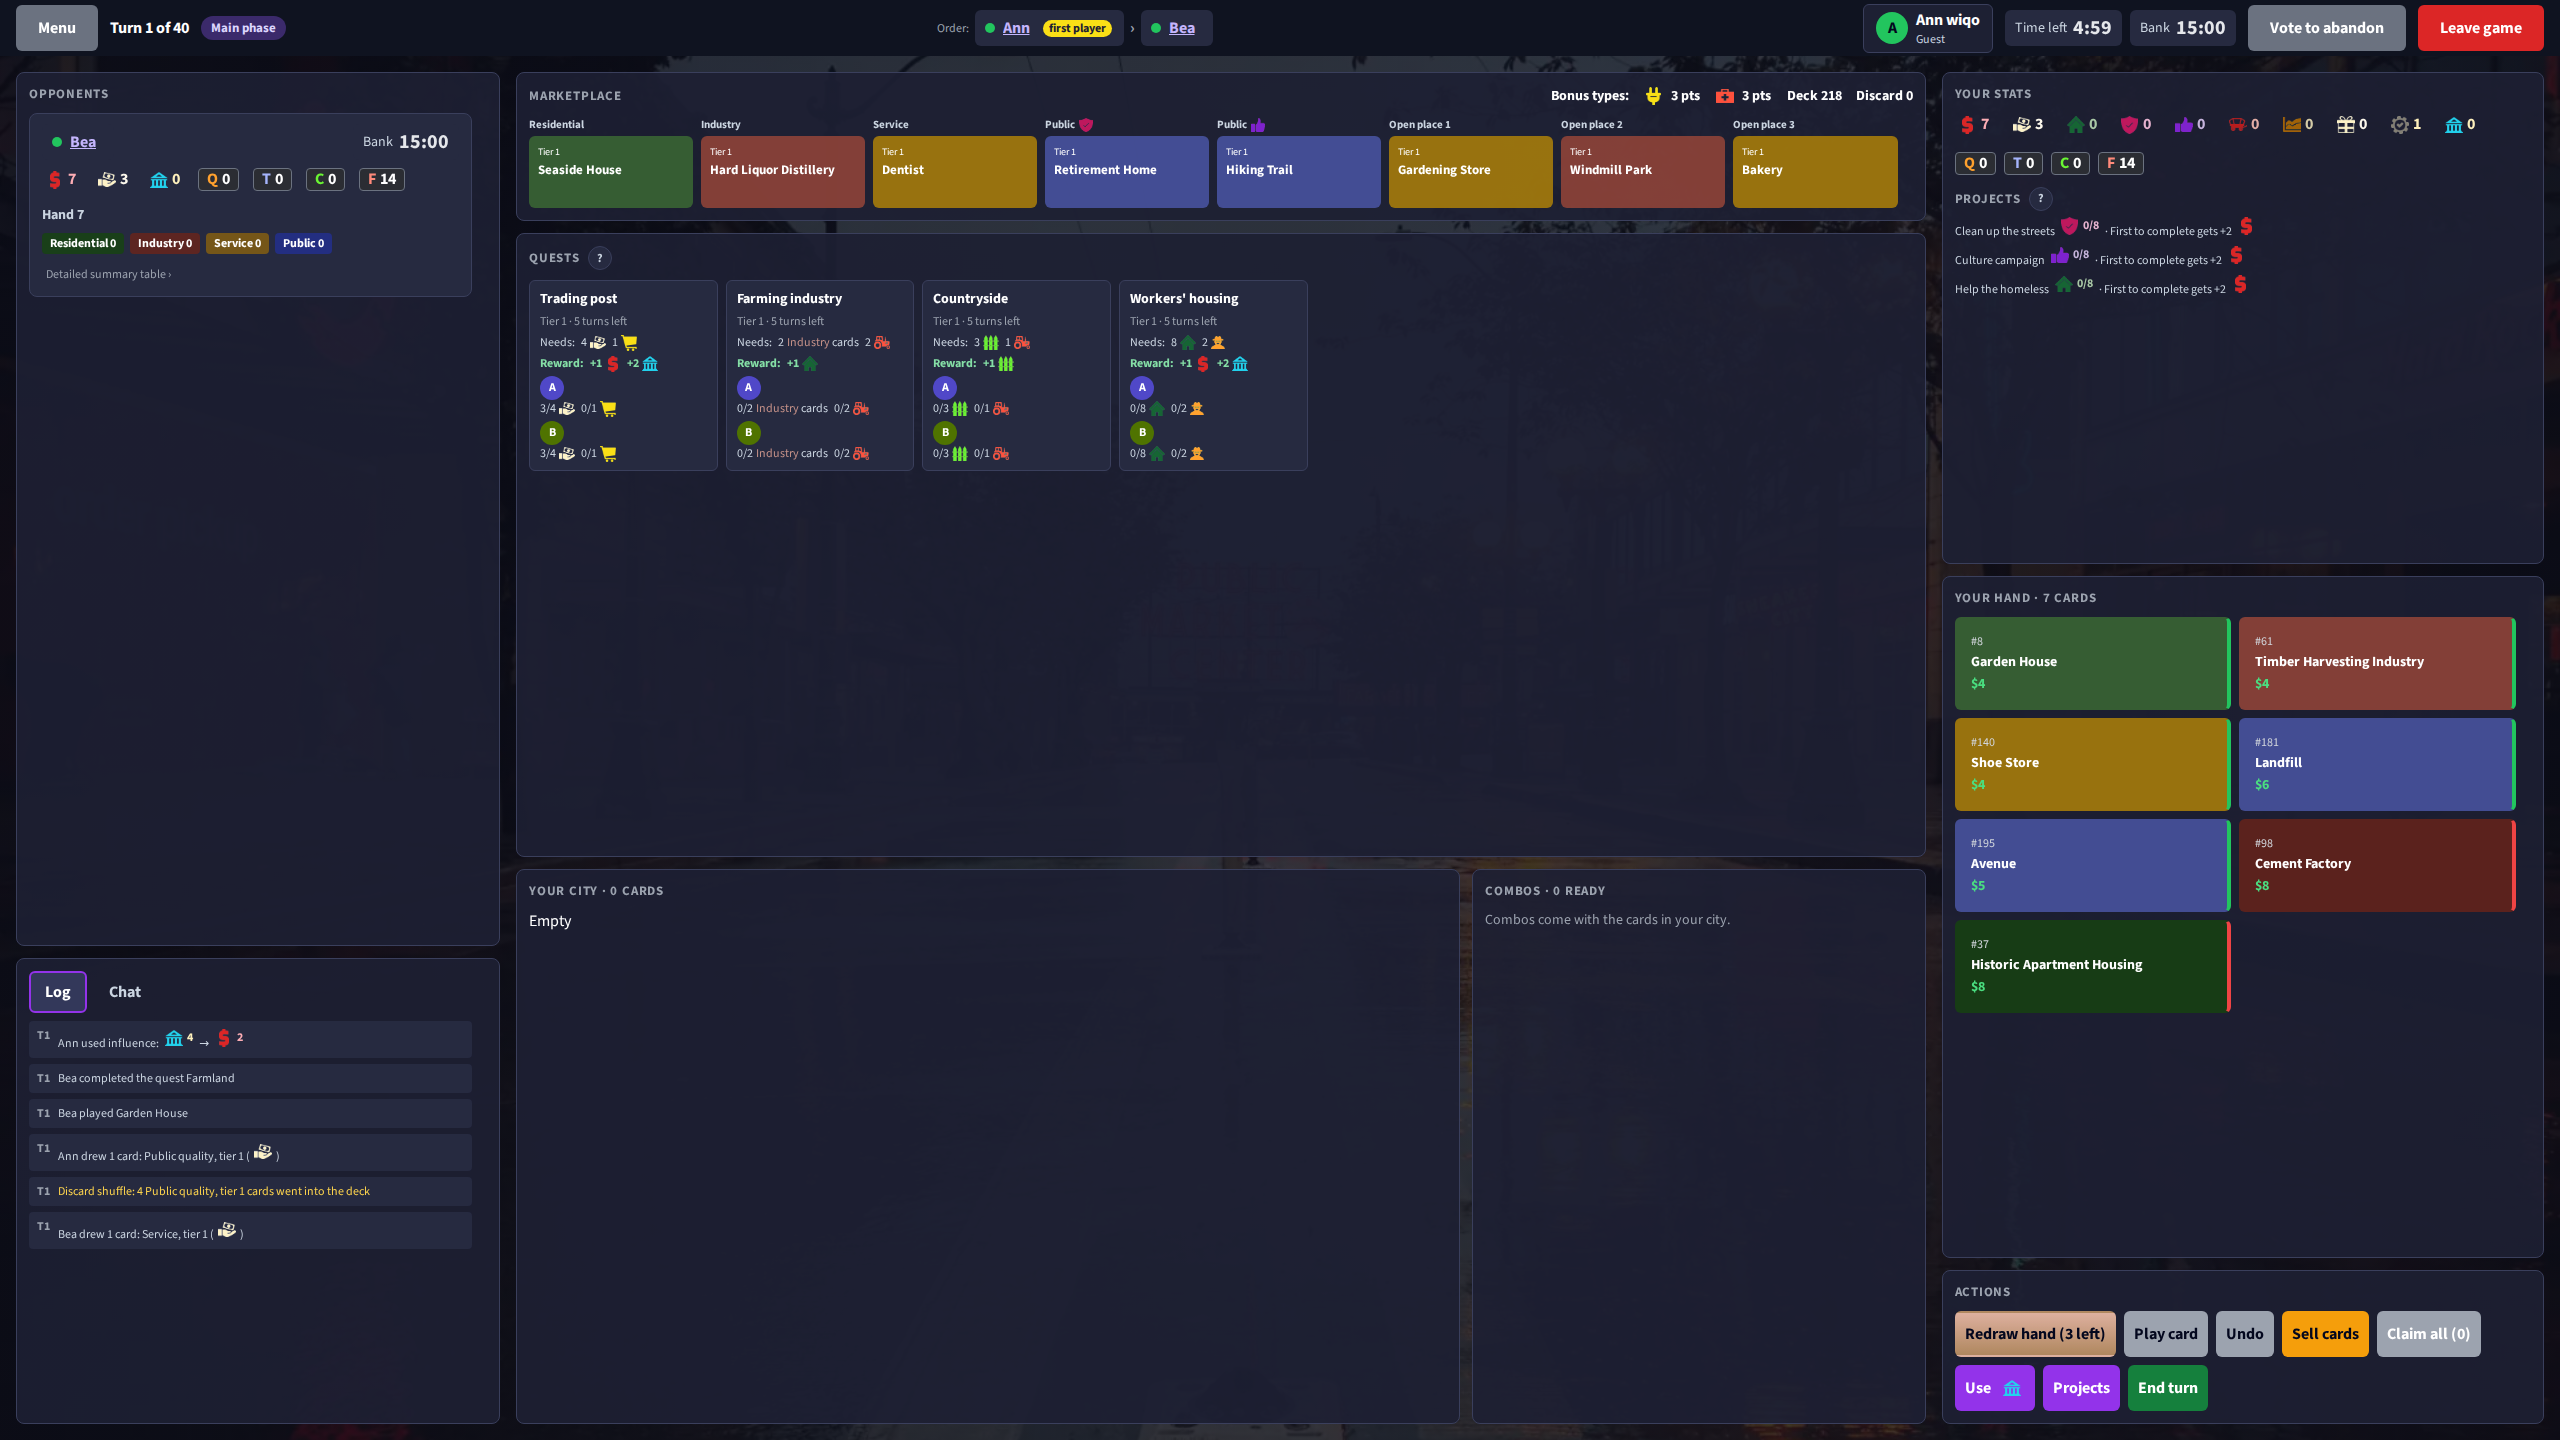 Menu
Turn 1 of 40
Main phase
Order:
Ann
first player
›
Bea
A
Ann wiqo
Guest
Time left 4:59
Bank 15:00
Vote to abandon
Leave game
OPPONENTS
Bea
Bank 15:00
7 3 0 Q 0 T 0 C 0 F 14
Hand 7
Residential 0 Industry 0 Service 0 Public 0
Detailed summary table ›
Log
Chat
T1 Ann used influence: 4 → 2
T1 Bea completed the quest Farmland
T1 Bea played Garden House
T1 Ann drew 1 card: Public quality, tier 1 ( )
T1 Discard shuffle: 4 Public quality, tier 1 cards went into the deck
T1 Bea drew 1 card: Service, tier 1 ( )
MARKETPLACE
Bonus types: 3 pts 3 pts Deck 218 Discard 0
Residential
Tier 1
Seaside House
Industry
Tier 1
Hard Liquor Distillery
Service
Tier 1
Dentist
Public
Tier 1
Retirement Home
Public
Tier 1
Hiking Trail
Open place 1
Tier 1
Gardening Store
Open place 2
Tier 1
Windmill Park
Open place 3
Tier 1
Bakery
QUESTS ?
Trading post
Tier 1 · 5 turns left
Needs: 4 1
Reward: +1 +2
A
3/4 0/1
B
3/4 0/1
Farming industry
Tier 1 · 5 turns left
Needs: 2 Industry cards 2
Reward: +1
A
0/2 Industry cards 0/2
B
0/2 Industry cards 0/2
Countryside
Tier 1 · 5 turns left
Needs: 3 1
Reward: +1
A
0/3 0/1
B
0/3 0/1
Workers' housing
Tier 1 · 5 turns left
Needs: 8 2
Reward: +1 +2
A
0/8 0/2
B
0/8 0/2
YOUR CITY · 0 CARDS
Empty
COMBOS · 0 READY
Combos come with the cards in your city.
YOUR STATS
7 3 0 0 0 0 0 0 1 0
Q 0 T 0 C 0 F 14
PROJECTS ?
Clean up the streets 0/8 · First to complete gets +2
Culture campaign 0/8 · First to complete gets +2
Help the homeless 0/8 · First to complete gets +2
YOUR HAND · 7 CARDS
#8
Garden House
$4
#61
Timber Harvesting Industry
$4
#140
Shoe Store
$4
#181
Landfill
$6
#195
Avenue
$5
#98
Cement Factory
$8
#37
Historic Apartment Housing
$8
ACTIONS
Redraw hand (3 left)
Play card
Undo
Sell cards
Claim all (0)
Use
Projects
End turn